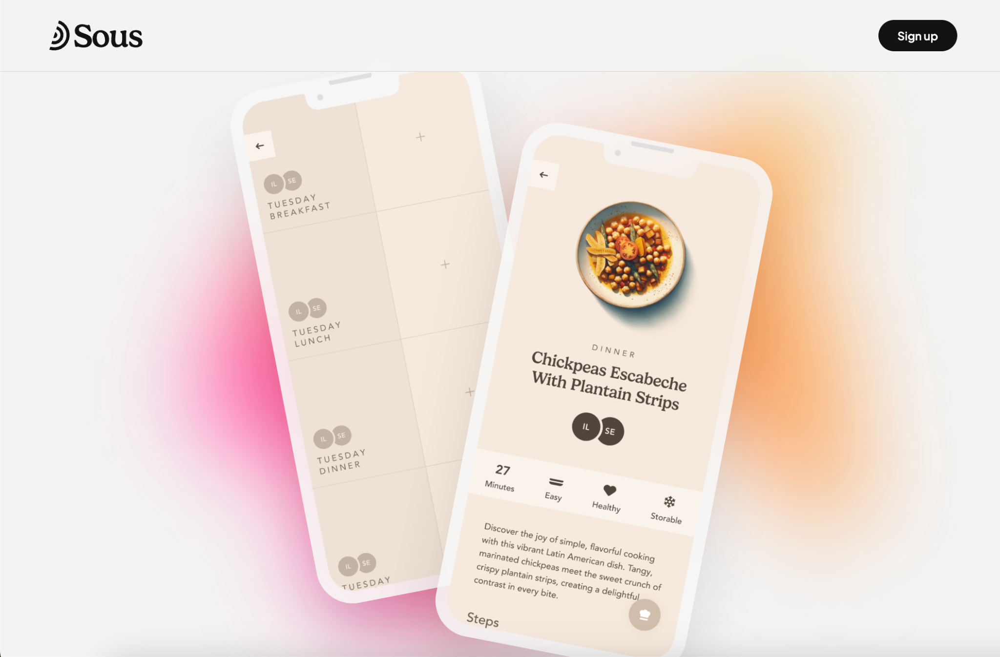 Sous
Sign up
IL SE
TUESDAY
BREAKFAST
IL SE
TUESDAY
LUNCH
IL SE
TUESDAY
DINNER
IL SE
TUESDAY
DINNER
Chickpeas Escabeche
With Plantain Strips
IL SE
27
Minutes
Easy
Healthy
Storable
Discover the joy of simple, flavorful cooking
with this vibrant Latin American dish. Tangy,
marinated chickpeas meet the sweet crunch of
crispy plantain strips, creating a delightful
contrast in every bite.
Steps